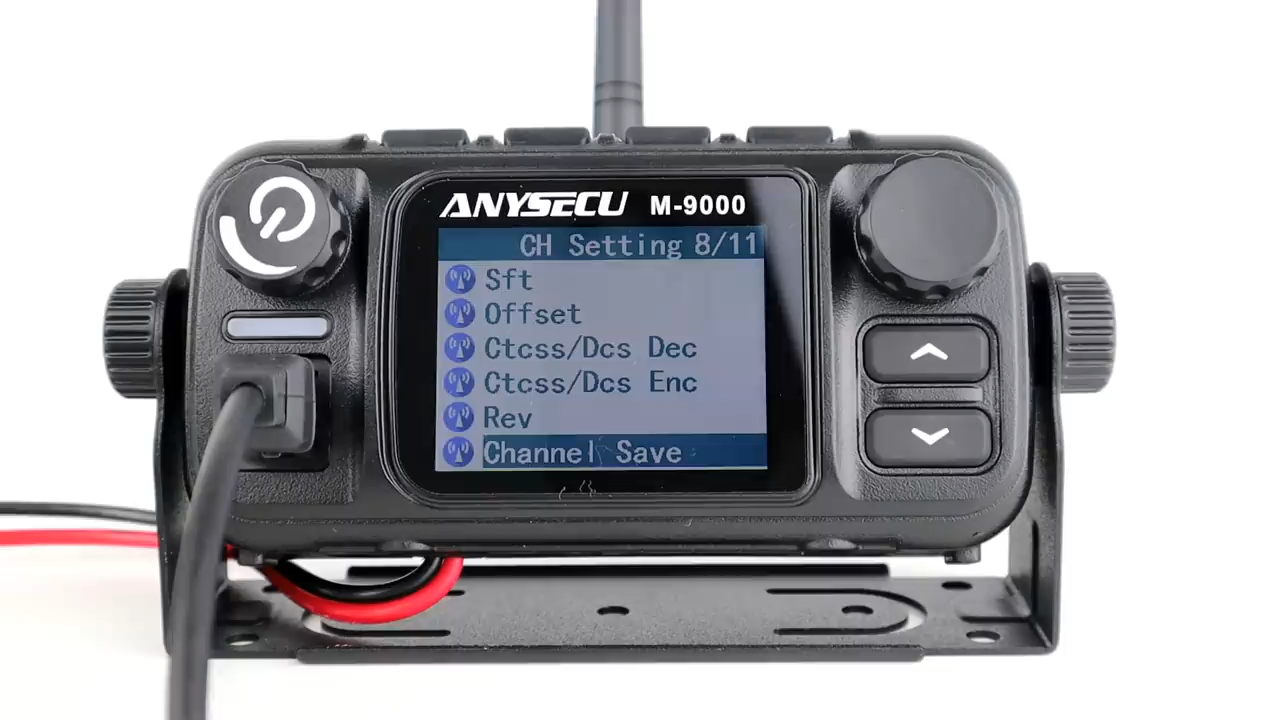 ANYSECU M-9000
CH Setting 8/11
Sft
Offset
Ctcss/Dcs Dec
Ctcss/Dcs Enc
Rev
Channel Save